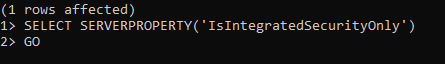 (1 rows affected)
1> SELECT SERVERPROPERTY('IsIntegratedSecurityOnly')
2> GO